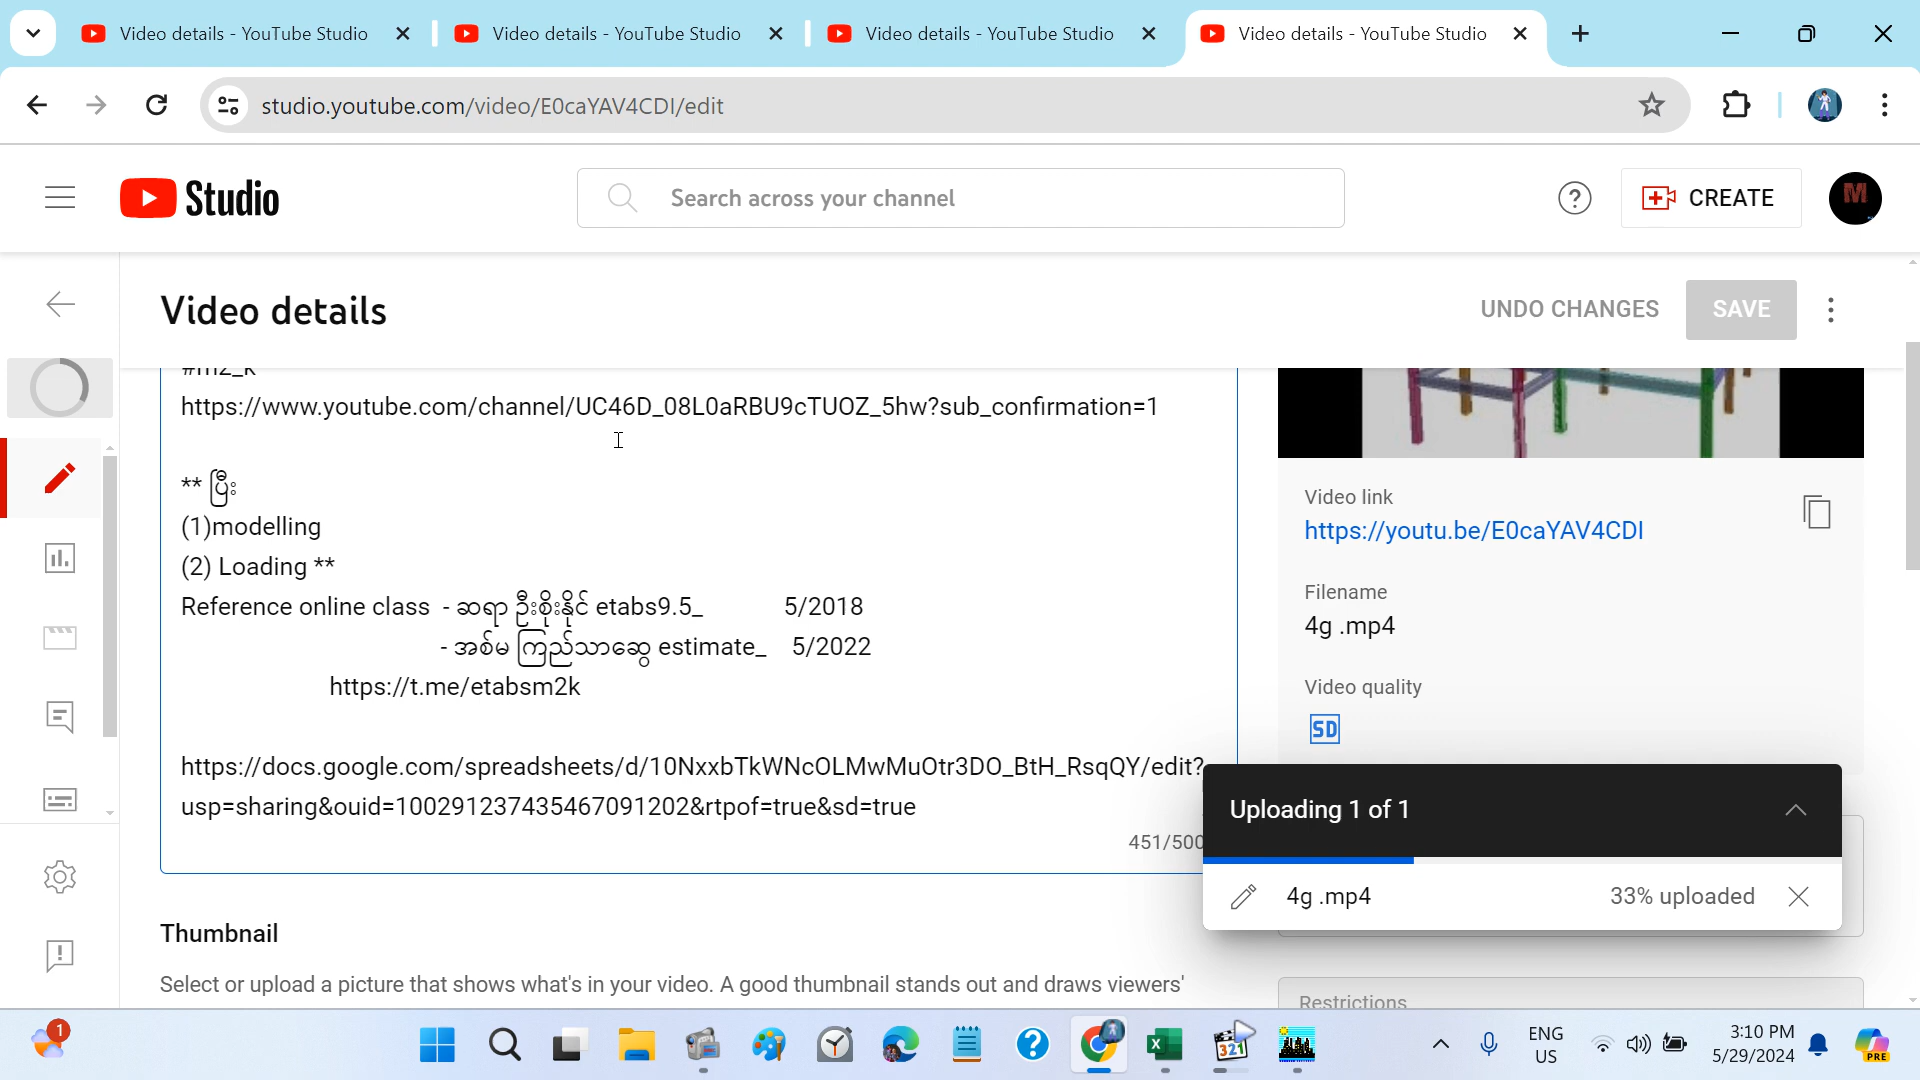 Video details - YouTube Studio
Video details - YouTube Studio
Video details - YouTube Studio
Video details - YouTube Studio
studio.youtube.com/video/E0caYAV4CDI/edit
Studio
Search across your channel
CREATE
M
Video details
UNDO CHANGES
SAVE
#m2_k
https://www.youtube.com/channel/UC46D_08L0aRBU9cTUOZ_5hw?sub_confirmation=1
** ပြီး
(1)modelling
(2) Loading **
Reference online class - ဆရာ ဦးစိုးနိုင် etabs9.5_ 5/2018
- အစ်မ ကြည်သာဆွေ estimate_ 5/2022
https://t.me/etabsm2k
https://docs.google.com/spreadsheets/d/10NxxbTkWNcOLMwMuOtr3DO_BtH_RsqQY/edit?
usp=sharing&ouid=100291237435467091202&rtpof=true&sd=true
451/500
Video link
https://youtu.be/E0caYAV4CDI
Filename
4g .mp4
Video quality
SD
Uploading 1 of 1
4g .mp4
33% uploaded
Thumbnail
Select or upload a picture that shows what's in your video. A good thumbnail stands out and draws viewers'
Restrictions
1
321
ENG
US
3:10 PM
5/29/2024
PRE